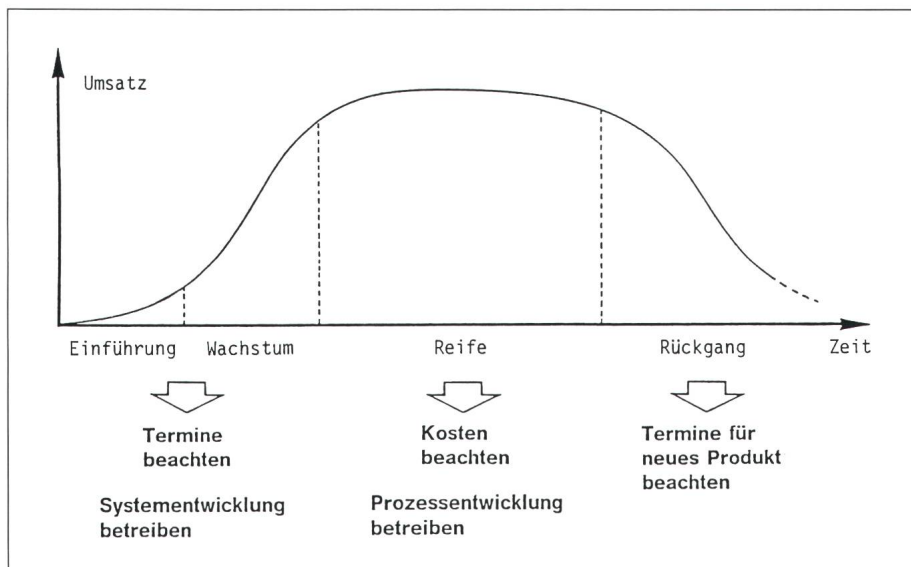 Umsatz
Einführung Wachstum Reife Rückgang Zeit
Termine
beachten
Systementwicklung
betreiben
Kosten
beachten
Prozessentwicklung
betreiben
Termine für
neues Produkt
beachten